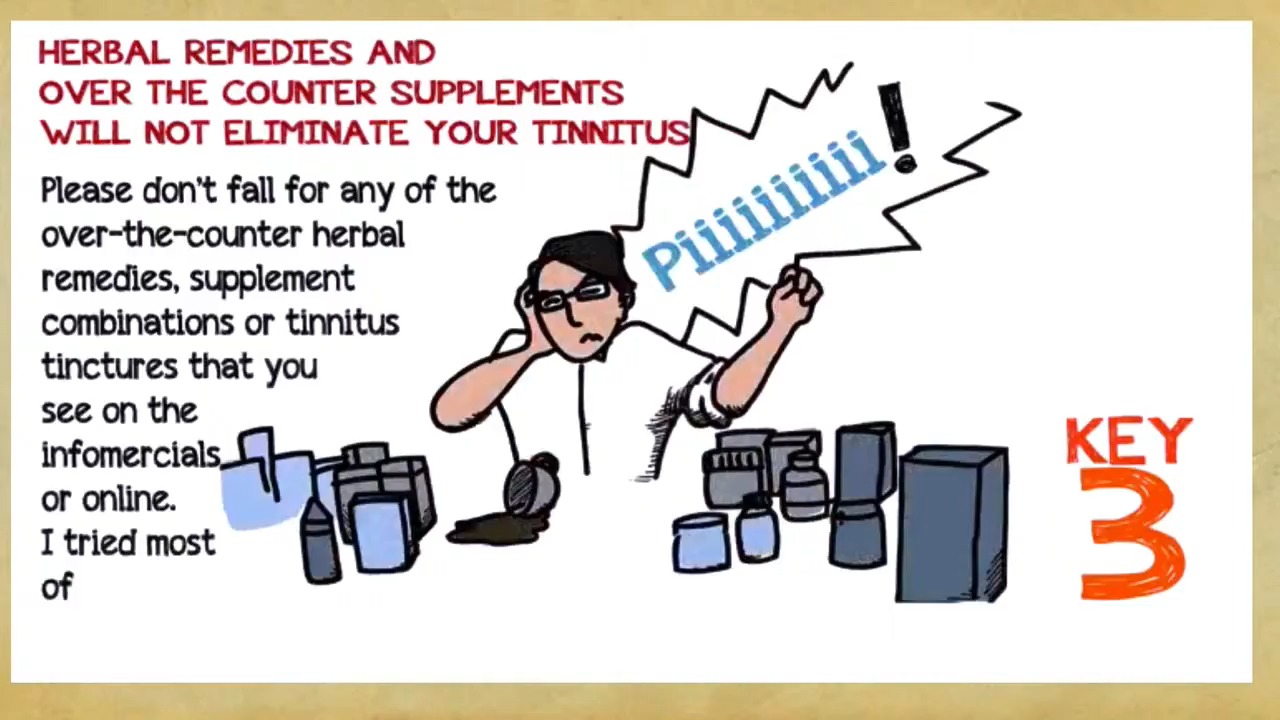 HERBAL REMEDIES AND
OVER THE COUNTER SUPPLEMENTS
WILL NOT ELIMINATE YOUR TINNITUS
Please don't fall for any of the
over-the-counter herbal
remedies, supplement
combinations or tinnitus
tinctures that you
see on the
infomercials
or online.
I tried most
of
Piiiiiiiii!
KEY
3